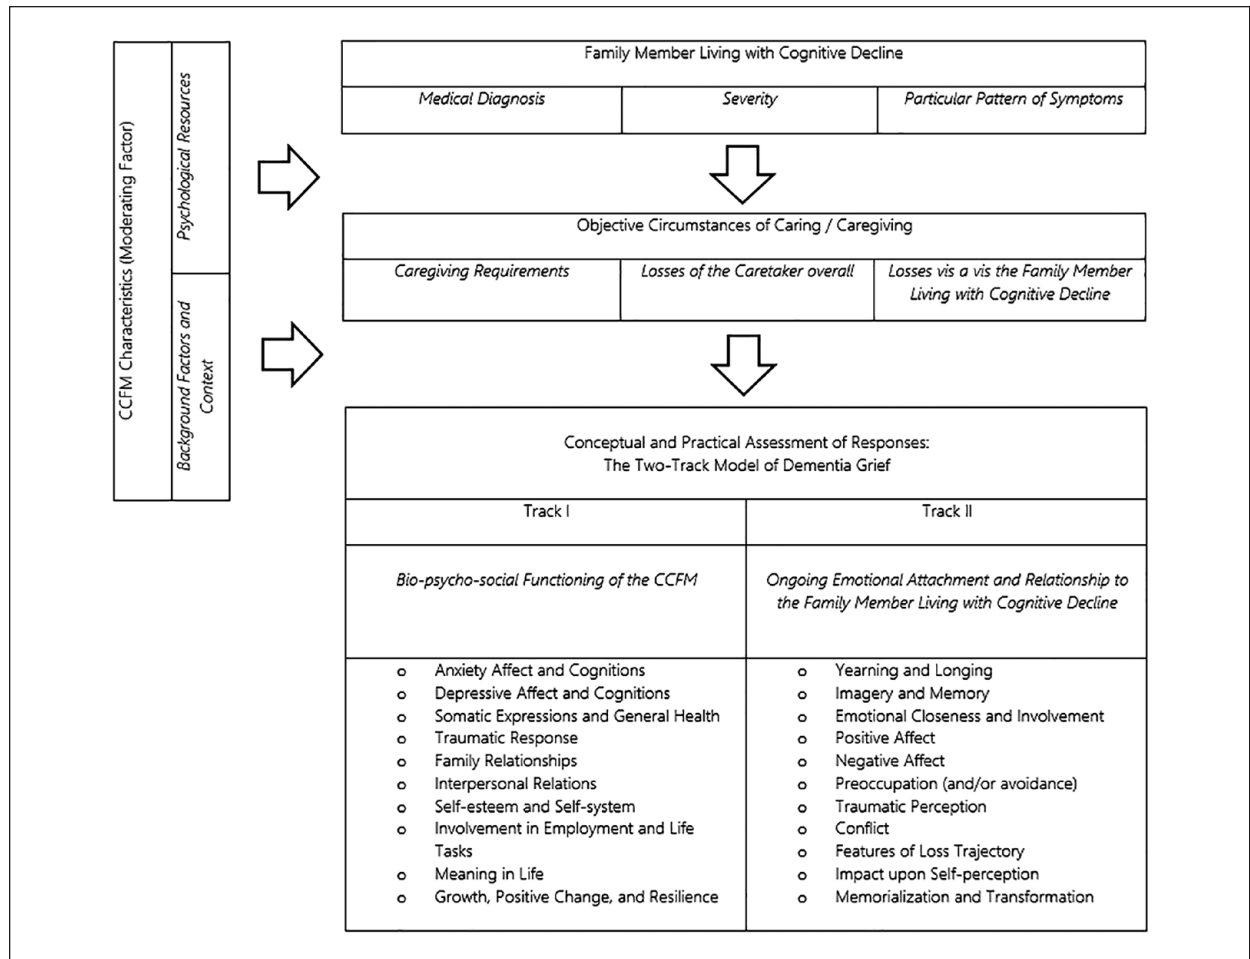 CCFM Characteristics (Moderating Factor)
Psychological Resources
Background Factors and
Context
Family Member Living with Cognitive Decline
Medical Diagnosis
Severity
Particular Pattern of Symptoms
Objective Circumstances of Caring / Caregiving
Caregiving Requirements
Losses of the Caretaker overall
Losses vis a vis the Family Member
Living with Cognitive Decline
Conceptual and Practical Assessment of Responses:
The Two-Track Model of Dementia Grief
Track I
Track II
Bio-psycho-social Functioning of the CCFM
Ongoing Emotional Attachment and Relationship to
the Family Member Living with Cognitive Decline
o Anxiety Affect and Cognitions
o Depressive Affect and Cognitions
o Somatic Expressions and General Health
o Traumatic Response
o Family Relationships
o Interpersonal Relations
o Self-esteem and Self-system
o Involvement in Employment and Life
Tasks
o Meaning in Life
o Growth, Positive Change, and Resilience
o Yearning and Longing
o Imagery and Memory
o Emotional Closeness and Involvement
o Positive Affect
o Negative Affect
o Preoccupation (and/or avoidance)
o Traumatic Perception
o Conflict
o Features of Loss Trajectory
o Impact upon Self-perception
o Memorialization and Transformation